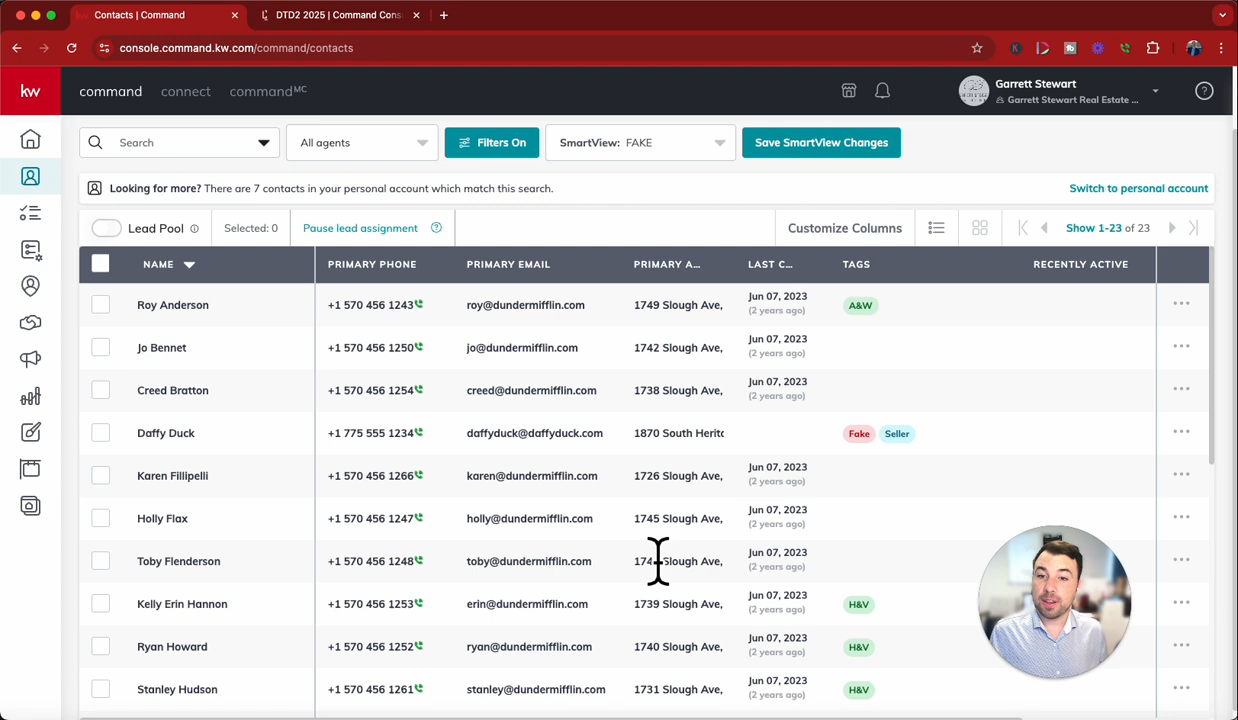 Contacts | Command
DTD2 2025 | Command Cons
console.command.kw.com/command/contacts
kw
command connect command MC
Garrett Stewart
Garrett Stewart Real Estate ...
Search
All agents
Filters On
SmartView: FAKE
Save SmartView Changes
Looking for more? There are 7 contacts in your personal account which match this search.
Switch to personal account
Lead Pool
Selected: 0
Pause lead assignment
Customize Columns
Show 1-23 of 23
NAME PRIMARY PHONE PRIMARY EMAIL PRIMARY A... LAST C... TAGS RECENTLY ACTIVE
Roy Anderson +1 570 456 1243 roy@dundermifflin.com 1749 Slough Ave, Jun 07, 2023 A&W
(2 years ago)
Jo Bennet +1 570 456 1250 jo@dundermifflin.com 1742 Slough Ave, Jun 07, 2023
(2 years ago)
Creed Bratton +1 570 456 1254 creed@dundermifflin.com 1738 Slough Ave, Jun 07, 2023
(2 years ago)
Daffy Duck +1 775 555 1234 daffyduck@daffyduck.com 1870 South Herita Fake Seller
Karen Fillipelli +1 570 456 1266 karen@dundermifflin.com 1726 Slough Ave, Jun 07, 2023
(2 years ago)
Holly Flax +1 570 456 1247 holly@dundermifflin.com 1745 Slough Ave, Jun 07, 2023
(2 years ago)
Toby Flenderson +1 570 456 1248 toby@dundermifflin.com Slough Ave, Jun 07, 2023
(2 years ago)
Kelly Erin Hannon +1 570 456 1253 erin@dundermifflin.com 1739 Slough Ave, Jun 07, 2023 H&V
(2 years ago)
Ryan Howard +1 570 456 1252 ryan@dundermifflin.com 1740 Slough Ave, Jun 07, 2023 H&V
(2 years ago)
Stanley Hudson +1 570 456 1261 stanley@dundermifflin.com 1731 Slough Ave, Jun 07, 2023 H&V
(2 years ago)